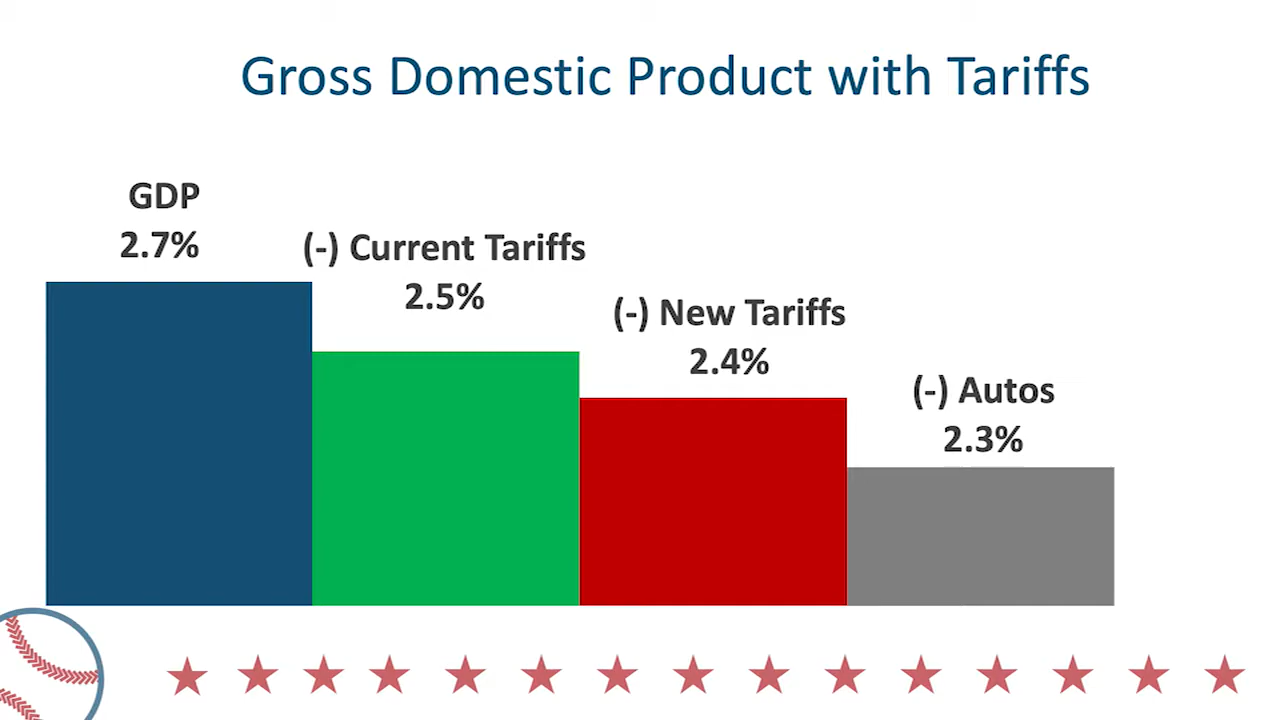 Gross Domestic Product with Tariffs
GDP
2.7%
(-) Current Tariffs
2.5%
(-) New Tariffs
2.4%
(-) Autos
2.3%